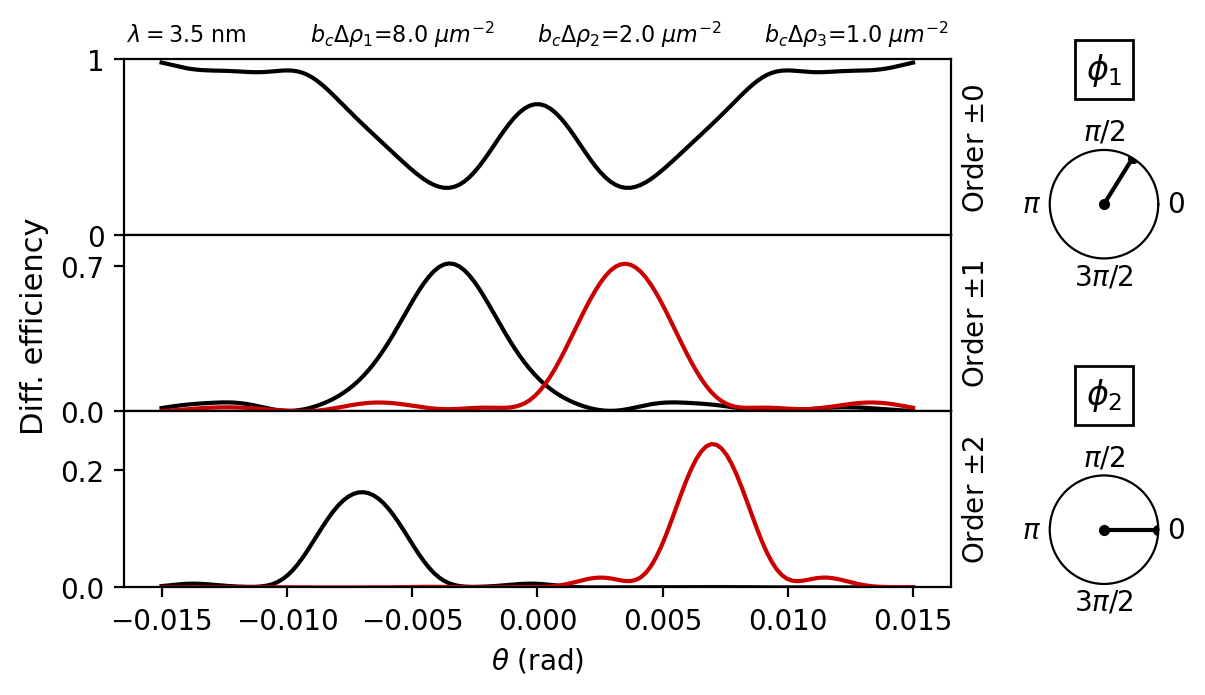 λ = 3.5 nm
b_cΔρ_1=8.0 μm^−2
b_cΔρ_2=2.0 μm^−2
b_cΔρ_3=1.0 μm^−2
1
0
Order ±0
Diff. efficiency
0.7
0.0
Order ±1
0.2
0.0
Order ±2
−0.015 −0.010 −0.005 0.000 0.005 0.010 0.015
θ (rad)
ϕ_1
π/2
π
0
3π/2
ϕ_2
π/2
π
0
3π/2